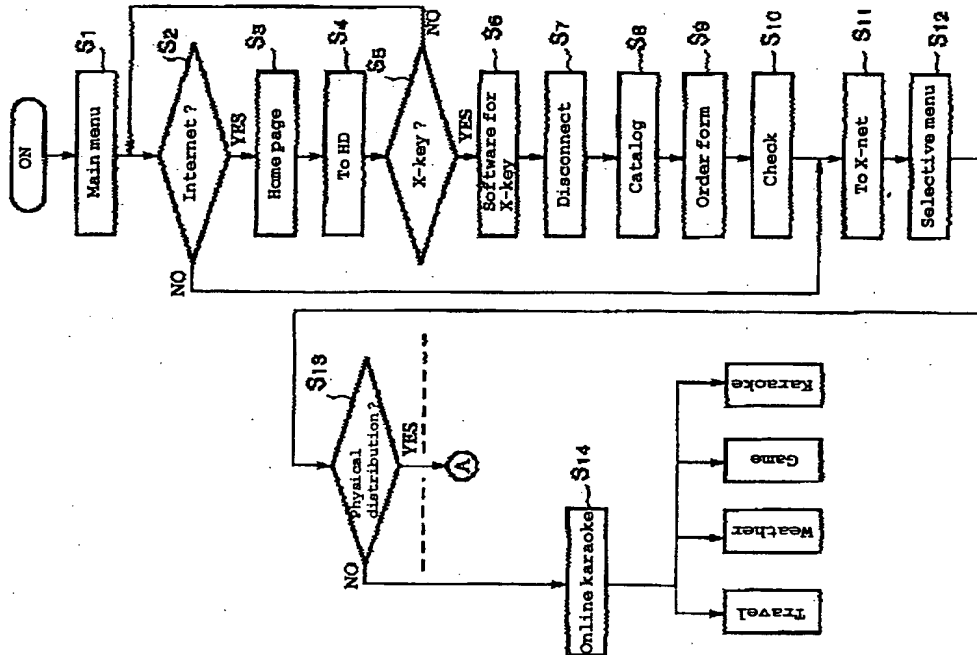 ON
S1
Main menu
S2
Internet ?
NO
YES
S3
Home page
S4
To HD
S5
X-key ?
NO
YES
S6
Software for
X-key
S7
Disconnect
S8
Catalog
S9
Order form
S10
Check
S11
To X-net
S12
Selective menu
S13
Physical
distribution ?
NO
YES
A
S14
Online karaoke
Travel
Weather
Game
Karaoke